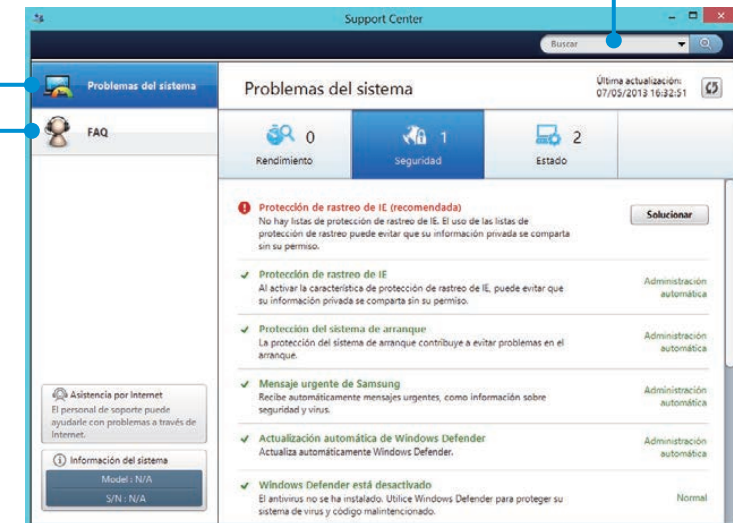 Support Center
Buscar
Problemas del sistema
FAQ
Problemas del sistema
Última actualización:
07/05/2013 16:32:51
0
Rendimiento
1
Seguridad
2
Estado
Protección de rastreo de IE (recomendada)
No hay listas de protección de rastreo de IE. El uso de las listas de
protección de rastreo puede evitar que su información privada se comparta
sin su permiso.
Solucionar
Protección de rastreo de IE
Al activar la característica de protección de rastreo de IE, puede evitar que
su información privada se comparta sin su permiso.
Administración
automática
Protección del sistema de arranque
La protección del sistema de arranque contribuye a evitar problemas en el
arranque.
Administración
automática
Mensaje urgente de Samsung
Recibe automáticamente mensajes urgentes, como información sobre
seguridad y virus.
Administración
automática
Actualización automática de Windows Defender
Actualiza automáticamente Windows Defender.
Administración
automática
Windows Defender está desactivado
El antivirus no se ha instalado. Utilice Windows Defender para proteger su
sistema de virus y código malintencionado.
Normal
Asistencia por Internet
El personal de soporte puede
ayudarle con problemas a través de
Internet.
Información del sistema
Model : N/A
S/N : N/A